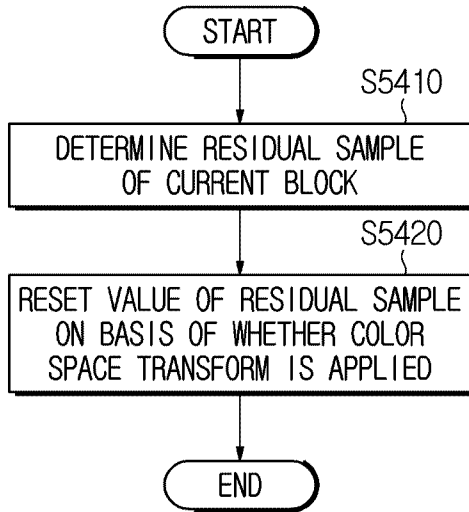 START
S5410
DETERMINE RESIDUAL SAMPLE
OF CURRENT BLOCK
S5420
RESET VALUE OF RESIDUAL SAMPLE
ON BASIS OF WHETHER COLOR
SPACE TRANSFORM IS APPLIED
END